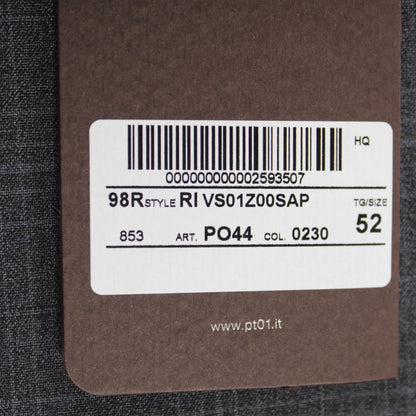 HQ
000000000002593507
98R STYLE RI VS01Z00SAP TG/SIZE
853 ART. PO44 COL. 0230 52
www.pt01.it